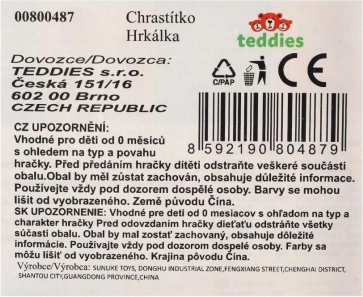 00800487
Chrastítko
Hrkálka
teddies
Dovozce/Dovozca:
TEDDIES s.r.o.
Česká 151/16
602 00 Brno
CZECH REPUBLIC
C/PAP
CE
8 592190 804879
CZ UPOZORNĚNÍ:
Vhodné pro děti od 0 měsíců
s ohledem na typ a povahu
hračky. Před předáním hračky dítěti odstraňte veškeré součásti
obalu.Obal by měl zůstat zachován, obsahuje důležité informace.
Používejte vždy pod dozorem dospělé osoby. Barvy se mohou
lišit od vyobrazeného. Země původu Čína.
SK UPOZORNENIE: Vhodné pre deti od 0 mesiacov s ohľadom na typ a
charakter hračky Pred odovzdaním hračky dieťaťu odstraňte všetky
súčasti obalu. Obal by mal zostať zachovaný, obsahuje dôležité
informácie. Používajte vždy pod dozorom dospelej osoby. Farby sa
môžu líšiť od vyobrazeného. Krajina pôvodu Čína.
Výrobce/Výrobca: SUNLIKE TOYS, DONGHU INDUSTRIAL ZONE,FENGXIANG STREET,CHENGHAI DISTRICT,
SHANTOU CITY,GUANGDONG PROVINCE,CHINA